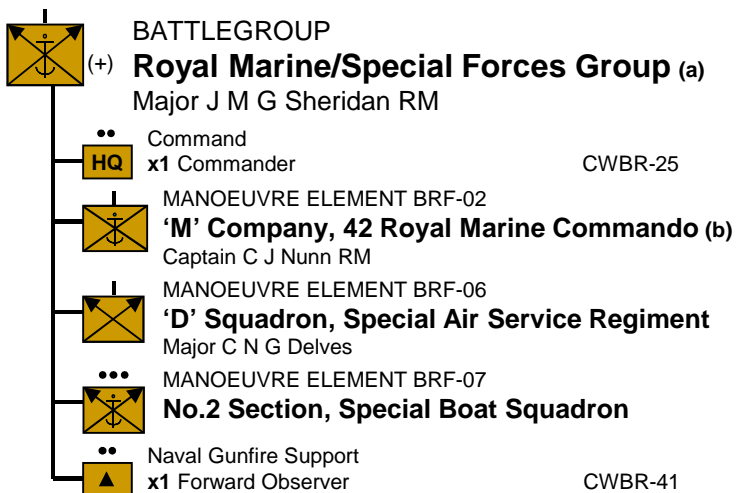 BATTLEGROUP
(+) Royal Marine/Special Forces Group (a)
Major J M G Sheridan RM
Command
HQ x1 Commander CWBR-25
MANOEUVRE ELEMENT BRF-02
‘M’ Company, 42 Royal Marine Commando (b)
Captain C J Nunn RM
MANOEUVRE ELEMENT BRF-06
‘D’ Squadron, Special Air Service Regiment
Major C N G Delves
MANOEUVRE ELEMENT BRF-07
No.2 Section, Special Boat Squadron
Naval Gunfire Support
x1 Forward Observer CWBR-41